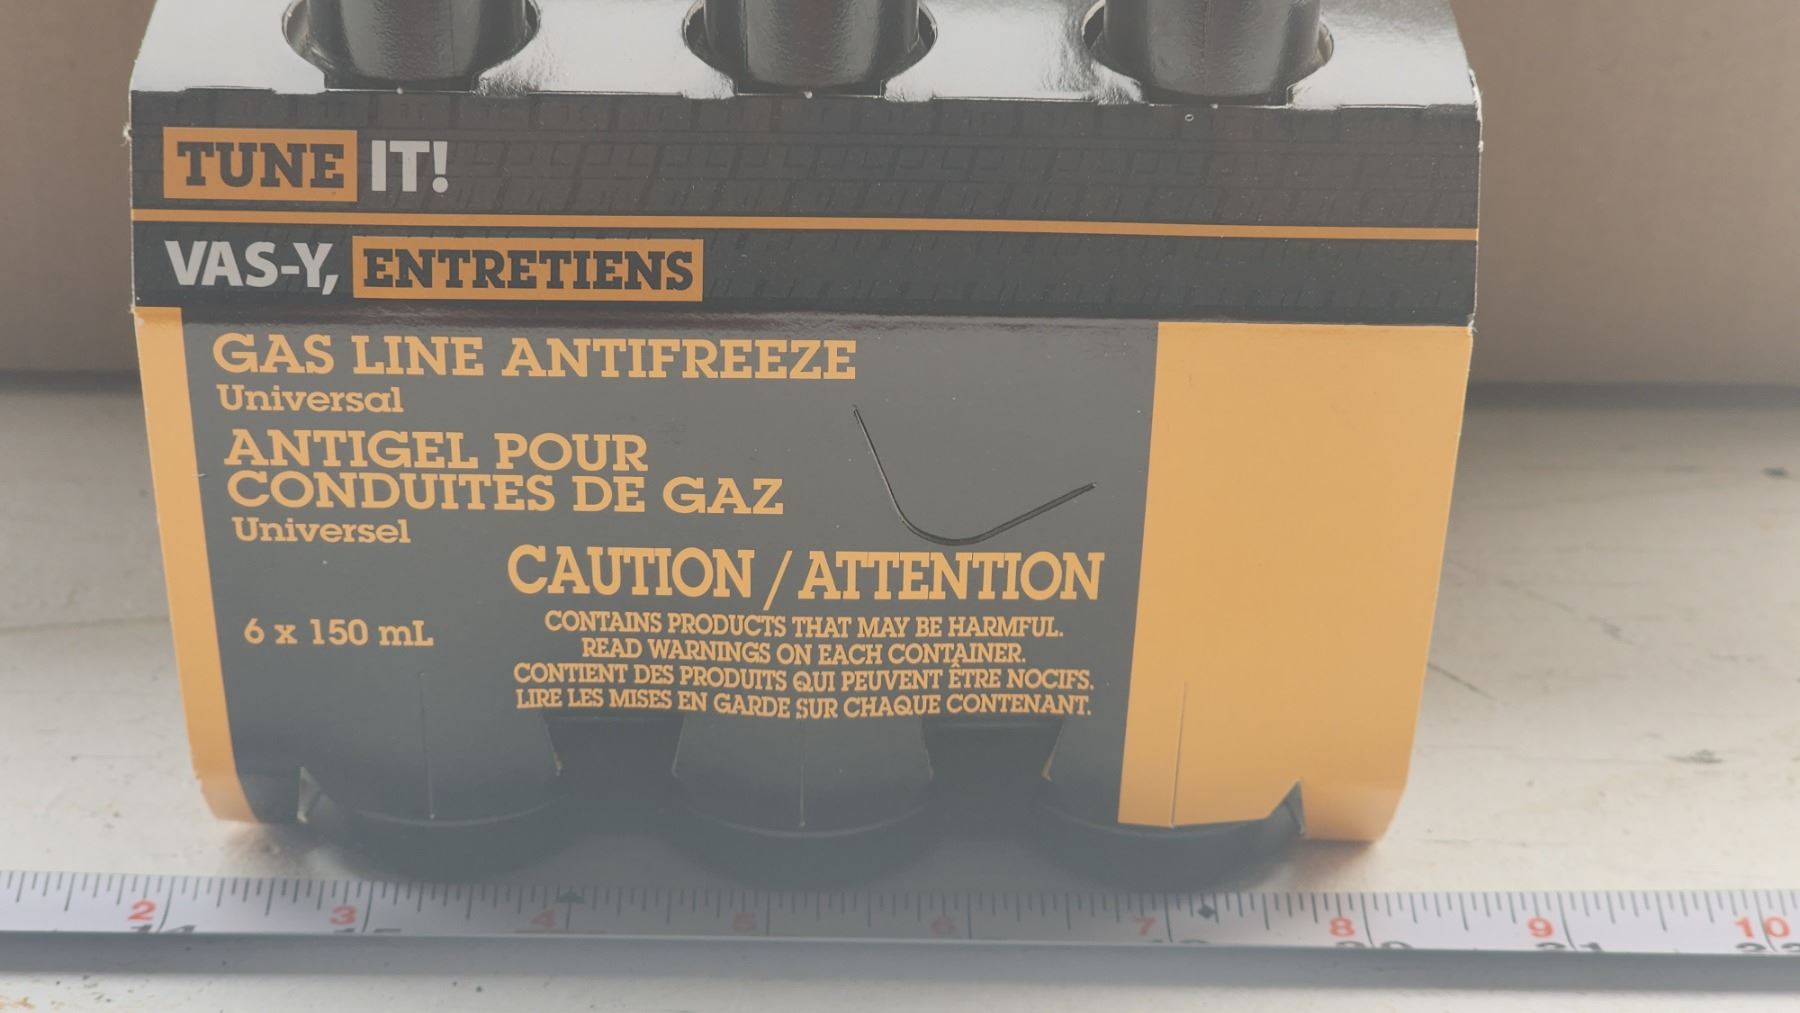 TUNE IT!
VAS-Y, ENTRETIENS
GAS LINE ANTIFREEZE
Universal
ANTIGEL POUR
CONDUITES DE GAZ
Universel
CAUTION / ATTENTION
CONTAINS PRODUCTS THAT MAY BE HARMFUL.
READ WARNINGS ON EACH CONTAINER.
CONTIENT DES PRODUITS QUI PEUVENT ÊTRE NOCIFS.
LIRE LES MISES EN GARDE SUR CHAQUE CONTENANT.
6 x 150 mL
2 3 4 5 6 7 8 9 10